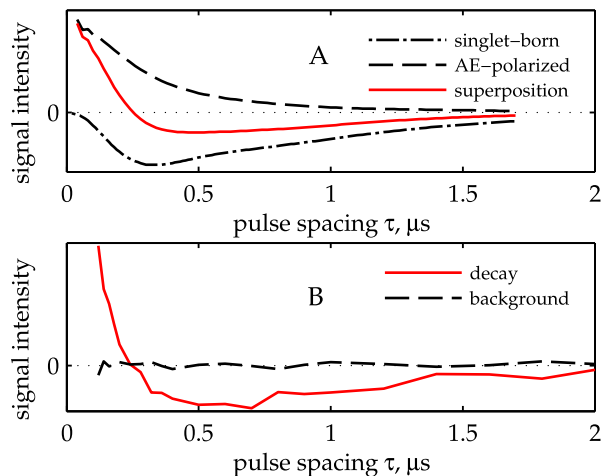 signal intensity
A
singlet−born
AE−polarized
superposition
0
0 0.5 1 1.5 2
pulse spacing τ, μs
signal intensity
B
decay
background
0
0 0.5 1 1.5 2
pulse spacing τ, μs